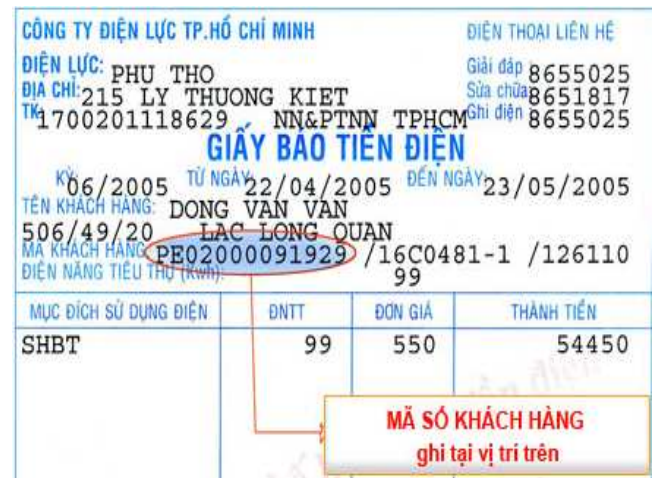 CÔNG TY ĐIỆN LỰC TP.HỒ CHÍ MINH ĐIỆN THOẠI LIÊN HỆ
ĐIỆN LỰC: PHU THO Giải đáp 8655025
ĐỊA CHỈ: 215 LY THUONG KIET Sửa chữa 8651817
TK 1700201118629 NN&PTNN TPHCM Ghi điện 8655025
GIẤY BÁO TIỀN ĐIỆN
KỲ: 06/2005 TỪ NGÀY 22/04/2005 ĐẾN NGÀY 23/05/2005
TÊN KHÁCH HÀNG: DONG VAN VAN
506/49/20 LAC LONG QUAN
MÃ KHÁCH HÀNG PE02000091929 /16C0481-1 /126110
ĐIỆN NĂNG TIÊU THỤ (Kwh): 99
MỤC ĐÍCH SỬ DỤNG ĐIỆN ĐNTT ĐƠN GIÁ THÀNH TIỀN
SHBT 99 550 54450
MÃ SỐ KHÁCH HÀNG
ghi tại vị trí trên